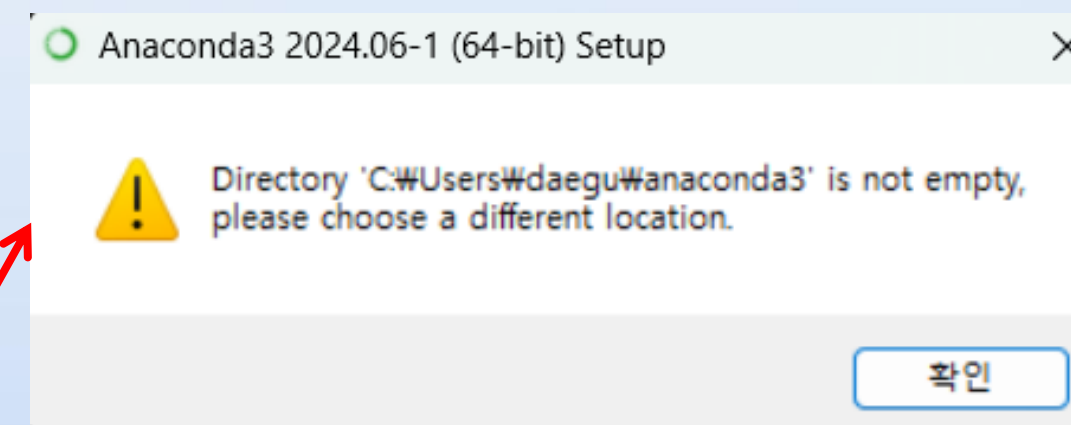 Anaconda3 2024.06-1 (64-bit) Setup
Directory 'C:₩Users₩daegu₩anaconda3' is not empty,
please choose a different location.
확인